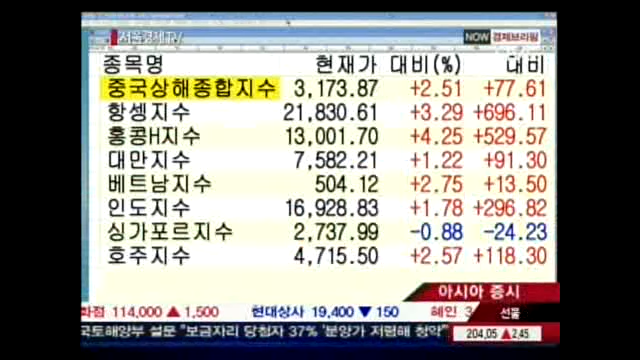 서울경제TV
NOW 경제브리핑
종목명 현재가 대비(%) 대비
중국상해종합지수 3,173.87 +2.51 +77.61
항셍지수 21,830.61 +3.29 +696.11
홍콩H지수 13,001.70 +4.25 +529.57
대만지수 7,582.21 +1.22 +91.30
베트남지수 504.12 +2.75 +13.50
인도지수 16,928.83 +1.78 +296.82
싱가포르지수 2,737.99 -0.88 -24.23
호주지수 4,715.50 +2.57 +118.30
아시아 증시
화점 114,000 ▲ 1,500 현대상사 19,400 ▼ 150 혜인 3 선물
국토해양부 설문 "보금자리 당첨자 37% '분양가 저렴해 청약' 204.05 ▲2.45